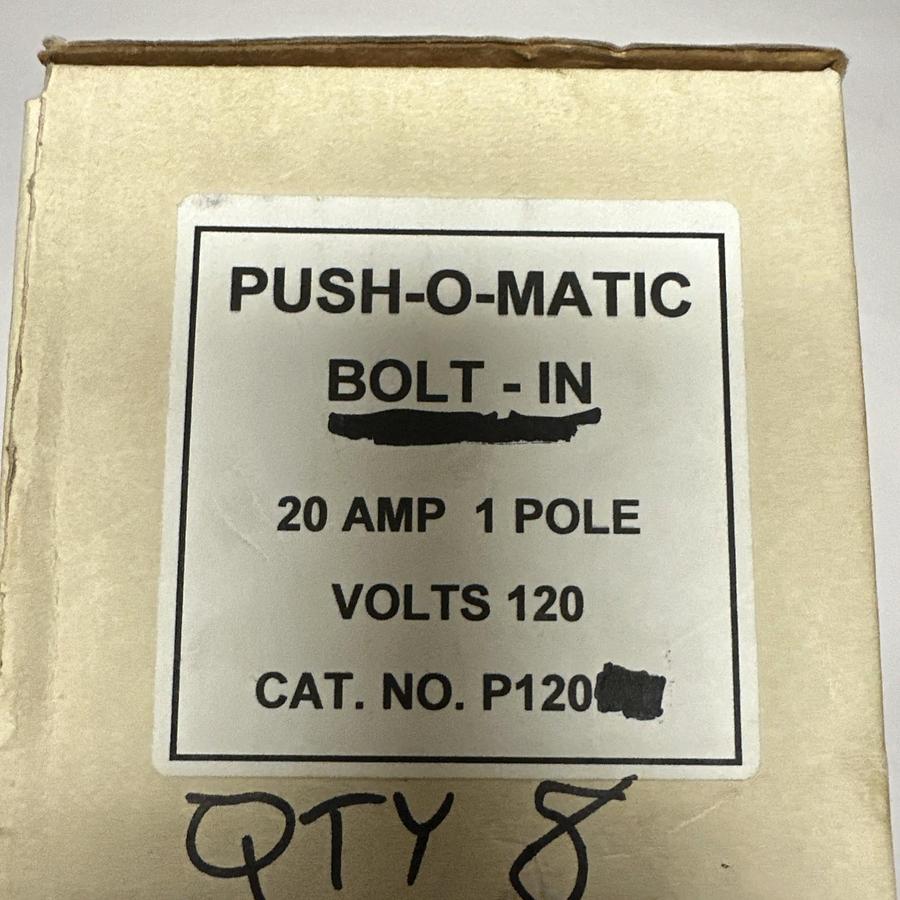 PUSH-O-MATIC
BOLT - IN
20 AMP 1 POLE
VOLTS 120
CAT. NO. P120
QTY 8